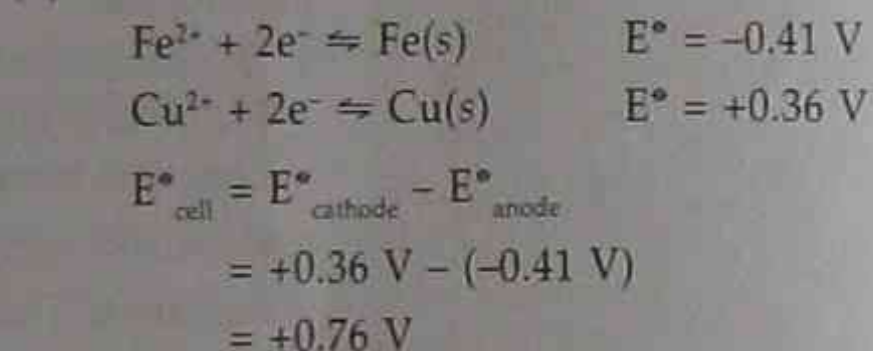 Fe²⁺ + 2e⁻ ⇋ Fe(s) E° = –0.41 V
Cu²⁺ + 2e⁻ ⇋ Cu(s) E° = +0.36 V
E°cell = E°cathode – E°anode
= +0.36 V – (–0.41 V)
= +0.76 V